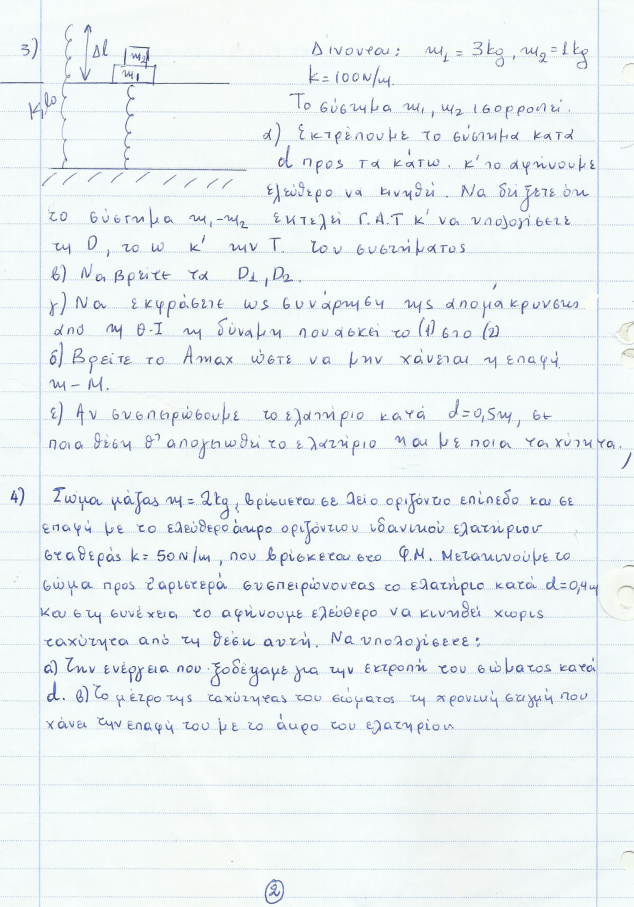 3) Δl m2 m1 Δινονται: m1 = 3kg, m2 = 1kg
k = 100N/m.
K lo Το σύστημα m1, m2 ισορροπεί.
α) Εκτρέπουμε το σύστημα κατα
d προς τα κάτω. κ' το αφήνουμε
ελεύθερο να κινηθεί. Να δείξετε ότι
το σύστημα m1-m2 εκτελεί Γ.Α.Τ κ' να υπολογίσετε
τη D, το ω κ' την Τ. του συστήματος
β) Να βρείτε τα D1, D2.
γ) Να εκφράσετε ως συνάρτηση της απομάκρυνσης
από τη Θ.Ι τη δύναμη που ασκεί το (1) στο (2)
δ) Βρείτε το Amax ώστε να μην χάνεται η επαφή
m - M.
ε) Αν συσπειρώσουμε το ελατήριο κατά d=0,5m, σε
ποια θέση θ' απογειωθεί το ελατήριο και με ποια ταχύτητα.
4) Σώμα μάζας m = 2kg, βρίσκεται σε λείο οριζόντιο επίπεδο και σε
επαφή με το ελεύθερο άκρο οριζόντιου ιδανικού ελατήριου
σταθεράς k = 50N/m, που βρίσκεται στο Φ.Μ. Μετακινούμε το
σώμα προς τ'αριστερά συσπειρώνοντας το ελατήριο κατά d=0,4m
και στη συνέχεια το αφήνουμε ελεύθερο να κινηθεί χωρίς
ταχύτητα από τη θέση αυτή. Να υπολογίσετε:
α) Την ενέργεια που ξοδέψαμε για την εκτροπή του σώματος κατά
d. β) Το μέτρο της ταχύτητας του σώματος τη χρονική στιγμή που
χάνει την επαφή του με το άκρο του ελατηρίου
2